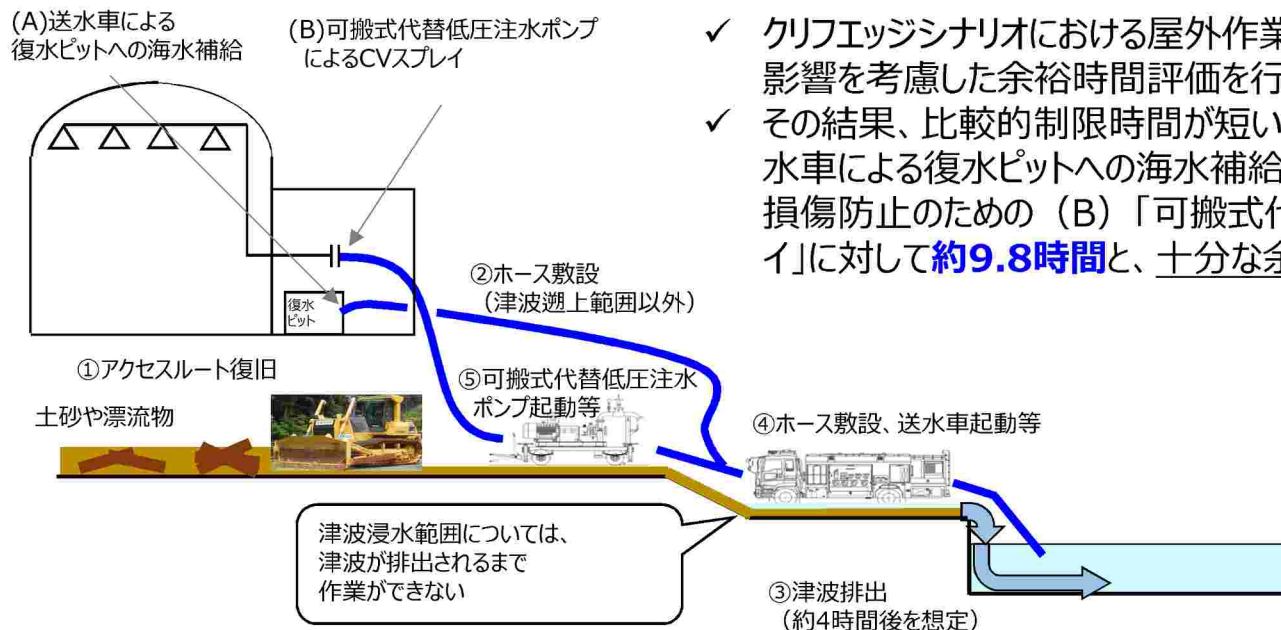 (A)送水車による
復水ピットへの海水補給
(B)可搬式代替低圧注水ポンプ
によるCVスプレイ
✓ クリフエッジシナリオにおける屋外作業
影響を考慮した余裕時間評価を行
✓ その結果、比較的制限時間が短い
水車による復水ピットへの海水補給
損傷防止のための（B）「可搬式代
イ」に対して約9.8時間と、十分な余
②ホース敷設
（津波遡上範囲以外）
復水
ピット
①アクセスルート復旧
土砂や漂流物
⑤可搬式代替低圧注水
ポンプ起動等
④ホース敷設、送水車起動等
津波浸水範囲については、
津波が排出されるまで
作業ができない
③津波排出
（約4時間後を想定）